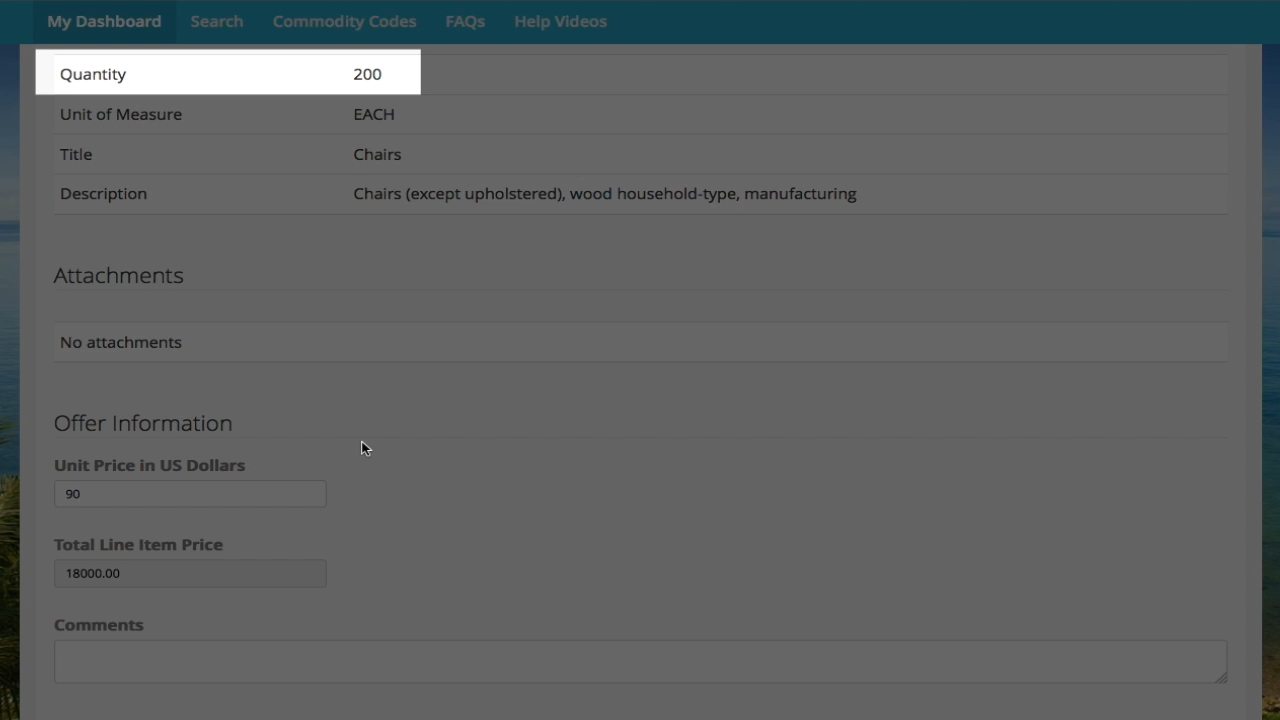 My Dashboard Search Commodity Codes FAQs Help Videos
Quantity 200
Unit of Measure EACH
Title Chairs
Description Chairs (except upholstered), wood household-type, manufacturing
Attachments
No attachments
Offer Information
Unit Price in US Dollars
90
Total Line Item Price
18000.00
Comments